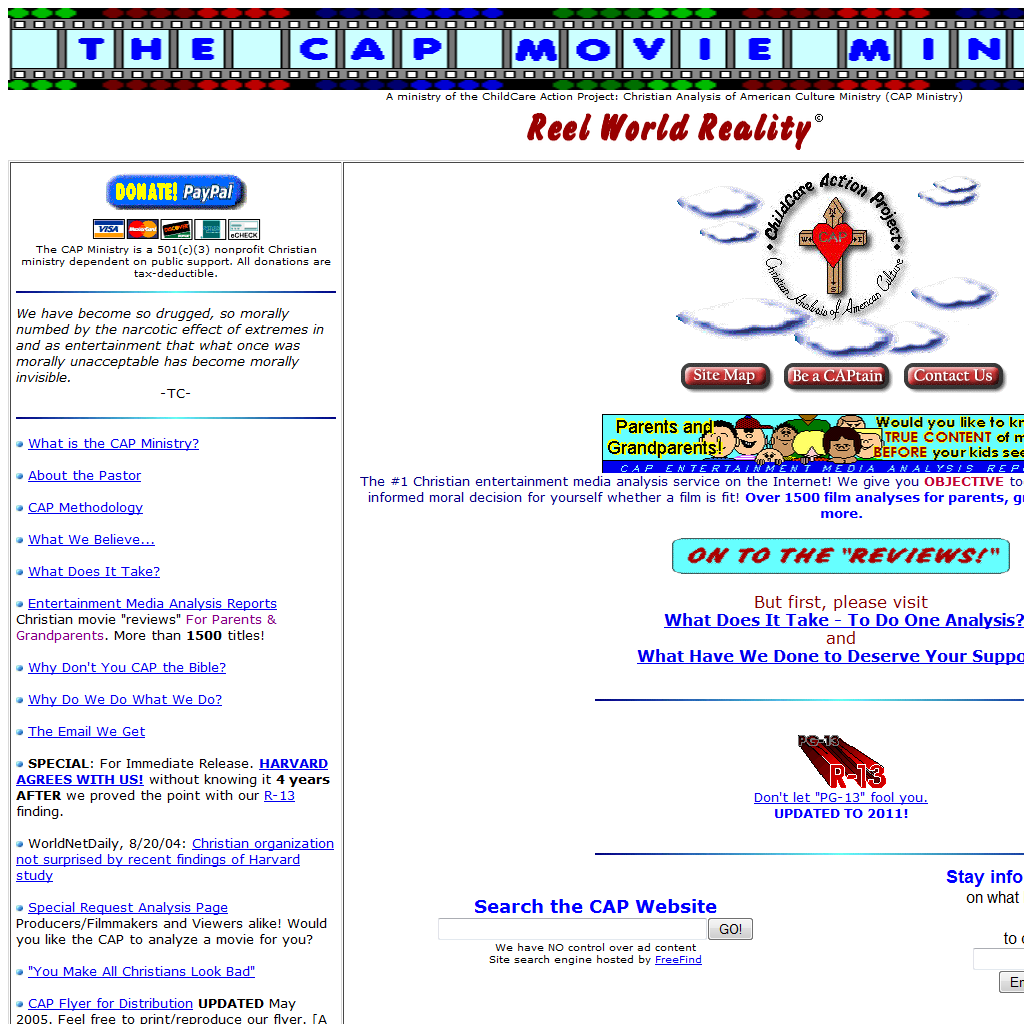 THE CAP MOVIE MIN
A ministry of the ChildCare Action Project: Christian Analysis of American Culture Ministry (CAP Ministry)
Reel World Reality ©
DONATE! PayPal
VISA MasterCard DISCOVER eCHECK
The CAP Ministry is a 501(c)(3) nonprofit Christian
ministry dependent on public support. All donations are
tax-deductible.
We have become so drugged, so morally
numbed by the narcotic effect of extremes in
and as entertainment that what once was
morally unacceptable has become morally
invisible.
-TC-
What is the CAP Ministry?
About the Pastor
CAP Methodology
What We Believe...
What Does It Take?
Entertainment Media Analysis Reports
Christian movie "reviews" For Parents &
Grandparents. More than 1500 titles!
Why Don't You CAP the Bible?
Why Do We Do What We Do?
The Email We Get
SPECIAL: For Immediate Release. HARVARD
AGREES WITH US! without knowing it 4 years
AFTER we proved the point with our R-13
finding.
WorldNetDaily, 8/20/04: Christian organization
not surprised by recent findings of Harvard
study
Special Request Analysis Page
Producers/Filmmakers and Viewers alike! Would
you like the CAP to analyze a movie for you?
"You Make All Christians Look Bad"
CAP Flyer for Distribution UPDATED May
2005. Feel free to print/reproduce our flyer. [A
ChildCare Action Project
N
W CAP E
S
Christian Analysis of American Culture
Site Map Be a CAPtain Contact Us
Parents and Would you like to kn
Grandparents! TRUE CONTENT of m
BEFORE your kids see
CAP ENTERTAINMENT MEDIA ANALYSIS REP
The #1 Christian entertainment media analysis service on the Internet! We give you OBJECTIVE to
informed moral decision for yourself whether a film is fit! Over 1500 film analyses for parents, gr
more.
ON TO THE "REVIEWS!"
But first, please visit
What Does It Take - To Do One Analysis?
and
What Have We Done to Deserve Your Suppo
PG-13
R-13
Don't let "PG-13" fool you.
UPDATED TO 2011!
Search the CAP Website
GO!
We have NO control over ad content
Site search engine hosted by FreeFind
Stay info
on what
to
En